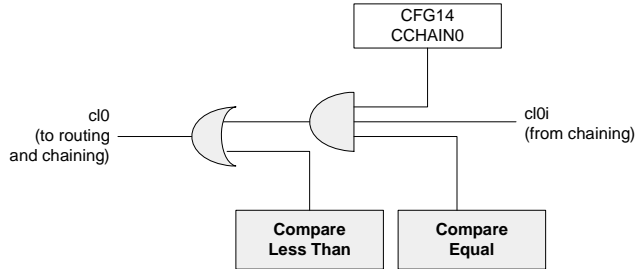 CFG14
CCHAIN0
cl0
(to routing
and chaining)
cl0i
(from chaining)
Compare
Less Than
Compare
Equal